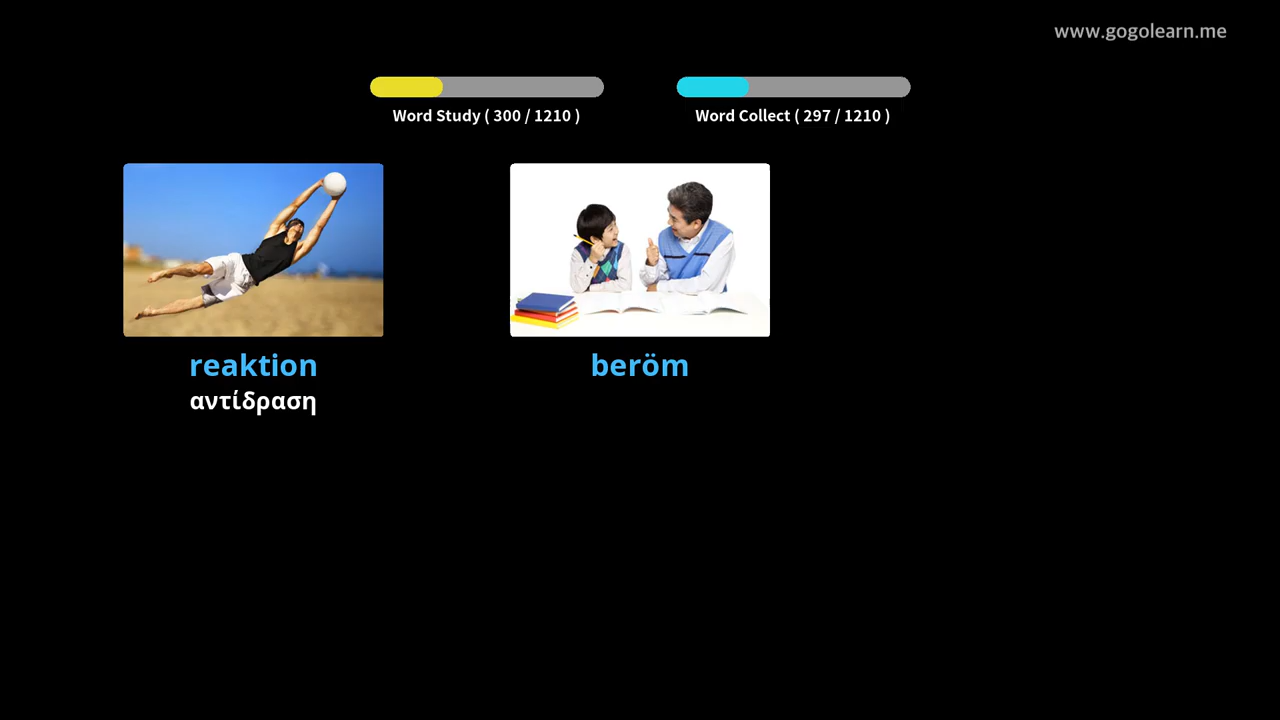 www.gogolearn.me
Word Study ( 300 / 1210 )
Word Collect ( 297 / 1210 )
reaktion
αντίδραση
beröm